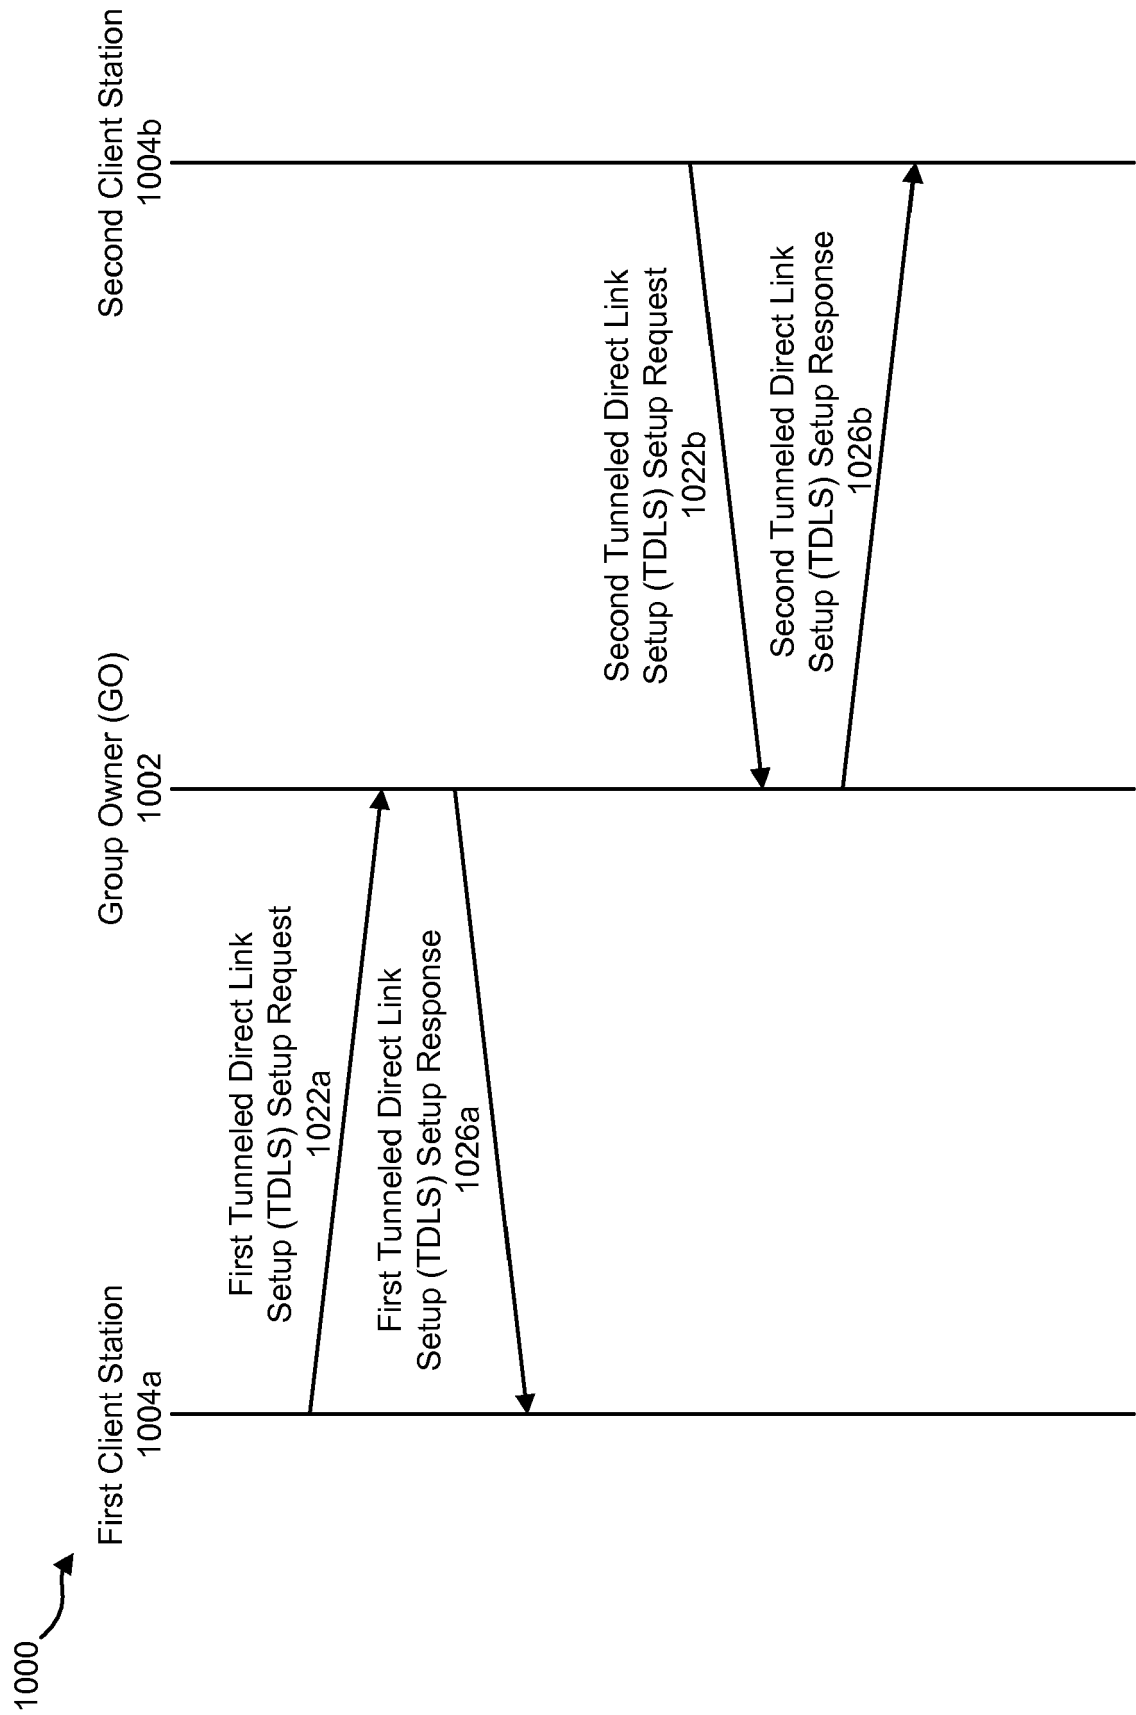 1000
First Client Station
1004a
Group Owner (GO)
1002
Second Client Station
1004b
First Tunneled Direct Link
Setup (TDLS) Setup Request
1022a
First Tunneled Direct Link
Setup (TDLS) Setup Response
1026a
Second Tunneled Direct Link
Setup (TDLS) Setup Request
1022b
Second Tunneled Direct Link
Setup (TDLS) Setup Response
1026b